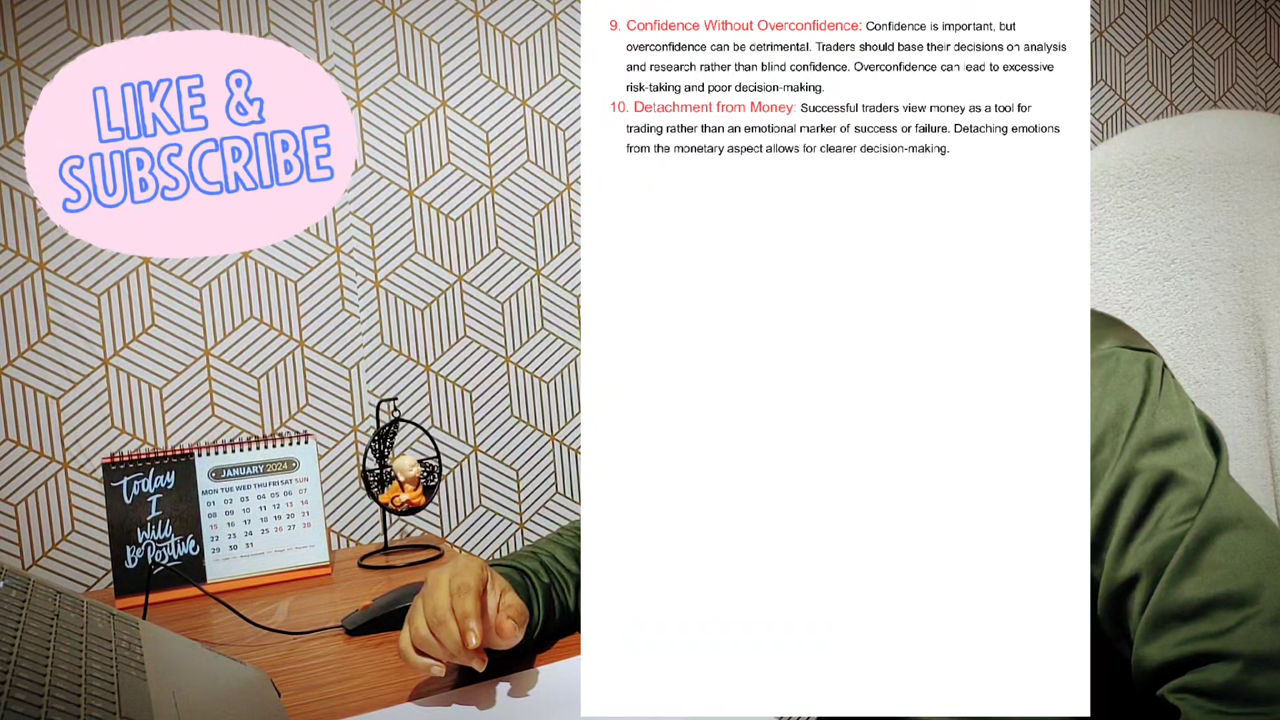 LIKE &
SUBSCRIBE
9. Confidence Without Overconfidence: Confidence is important, but
overconfidence can be detrimental. Traders should base their decisions on analysis
and research rather than blind confidence. Overconfidence can lead to excessive
risk-taking and poor decision-making.
10. Detachment from Money: Successful traders view money as a tool for
trading rather than an emotional marker of success or failure. Detaching emotions
from the monetary aspect allows for clearer decision-making.
today
I
Will
Be Positive
JANUARY 2024
MON TUE WED THU FRI SAT SUN
01 02 03 04 05 06 07
08 09 10 11 12 13 14
15 16 17 18 19 20 21
22 23 24 25 26 27 28
29 30 31